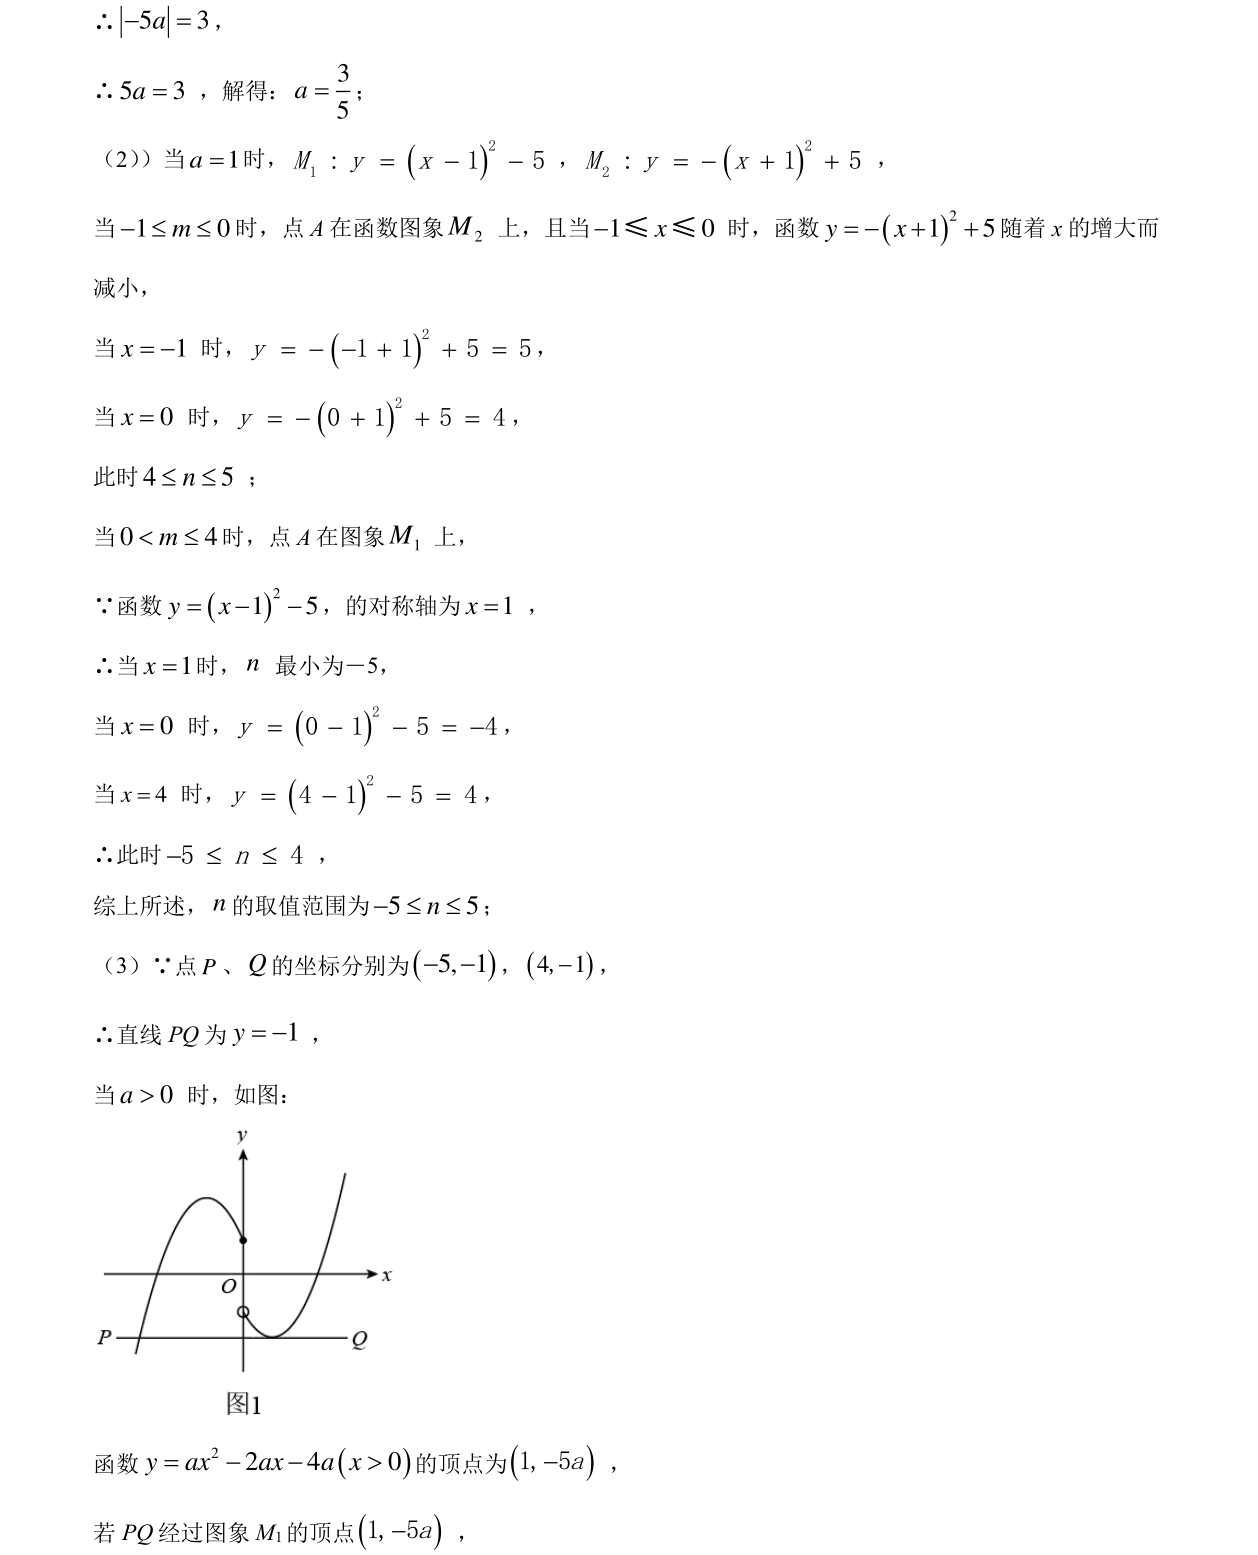 ∴|−5a|=3，
∴5a=3 ，解得：a=3/5；
（2））当a=1时，M₁：y=(x−1)²−5，M₂：y=−(x+1)²+5，
当−1≤m≤0时，点A在函数图象M₂ 上，且当−1≤x≤0 时，函数y=−(x+1)²+5随着x的增大而
减小，
当x=−1 时，y=−(−1+1)²+5=5，
当x=0 时，y=−(0+1)²+5=4，
此时4≤n≤5；
当0<m≤4时，点A在图象M₁ 上，
∵函数y=(x−1)²−5，的对称轴为x=1，
∴当x=1时，n 最小为－5，
当x=0 时，y=(0−1)²−5=−4，
当x=4 时，y=(4−1)²−5=4，
∴此时−5≤n≤4，
综上所述，n的取值范围为−5≤n≤5；
（3）∵点P、Q的坐标分别为(−5,−1)，(4,−1)，
∴直线PQ为y=−1，
当a>0 时，如图：
y
x
O
P
Q
图1
函数y=ax²−2ax−4a(x>0)的顶点为(1,−5a)，
若PQ经过图象M₁的顶点(1,−5a)，